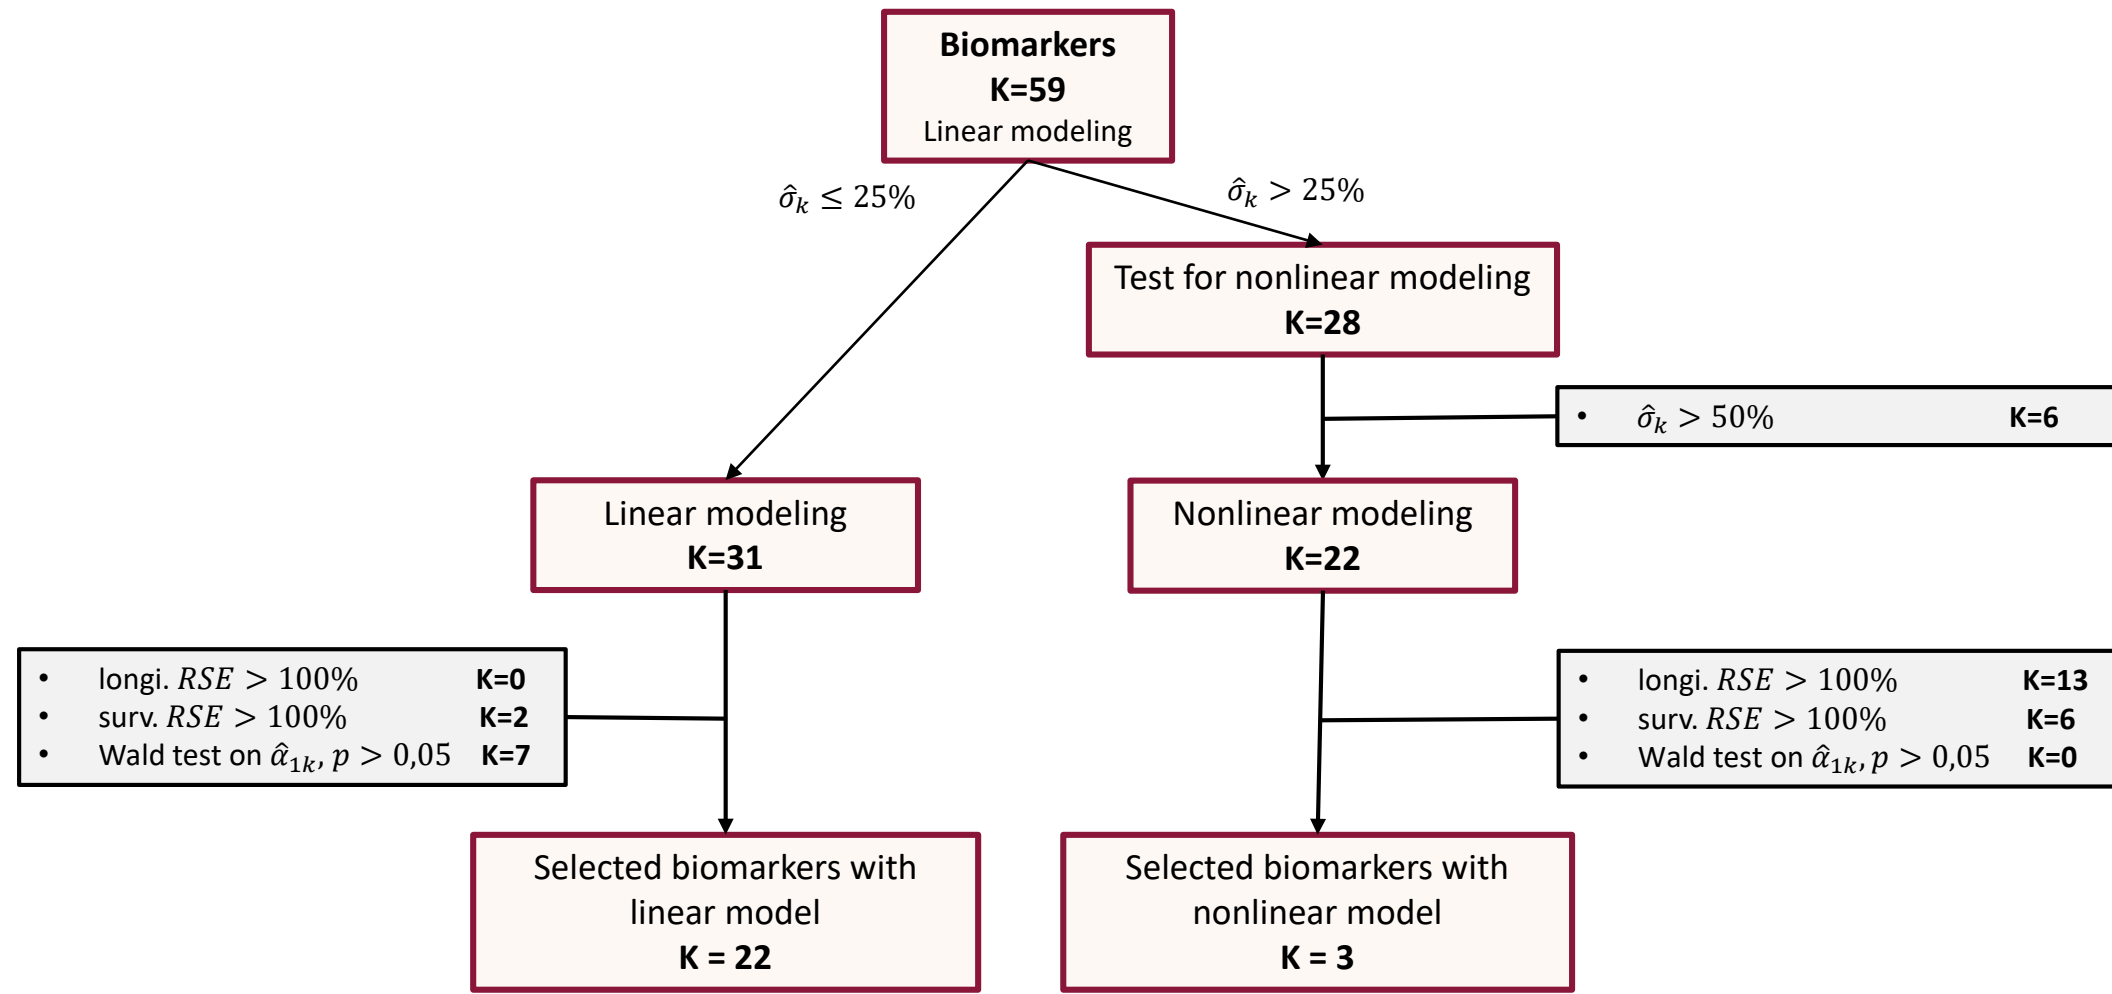 Biomarkers
K=59
Linear modeling
σ̂ₖ ≤ 25%
σ̂ₖ > 25%
Test for nonlinear modeling
K=28
• σ̂ₖ > 50% K=6
Linear modeling
K=31
Nonlinear modeling
K=22
• longi. RSE > 100% K=0
• surv. RSE > 100% K=2
• Wald test on α̂₁ₖ, p > 0,05 K=7
• longi. RSE > 100% K=13
• surv. RSE > 100% K=6
• Wald test on α̂₁ₖ, p > 0,05 K=0
Selected biomarkers with
linear model
K = 22
Selected biomarkers with
nonlinear model
K = 3